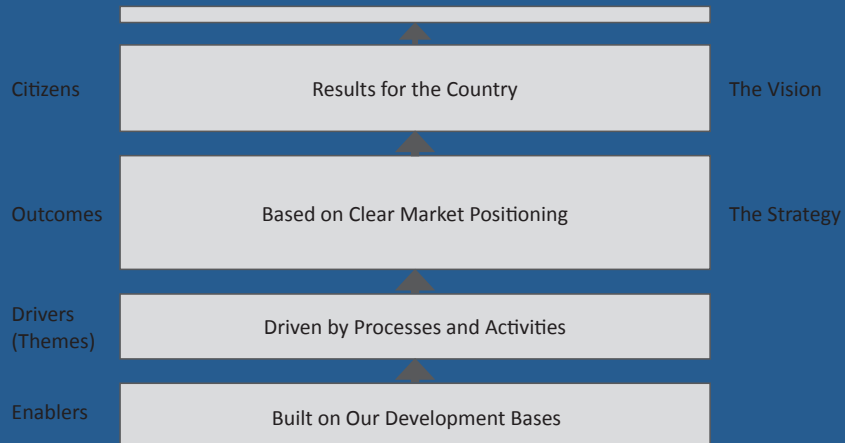 Citizens
Results for the Country
The Vision
Outcomes
Based on Clear Market Positioning
The Strategy
Drivers
(Themes)
Driven by Processes and Activities
Enablers
Built on Our Development Bases